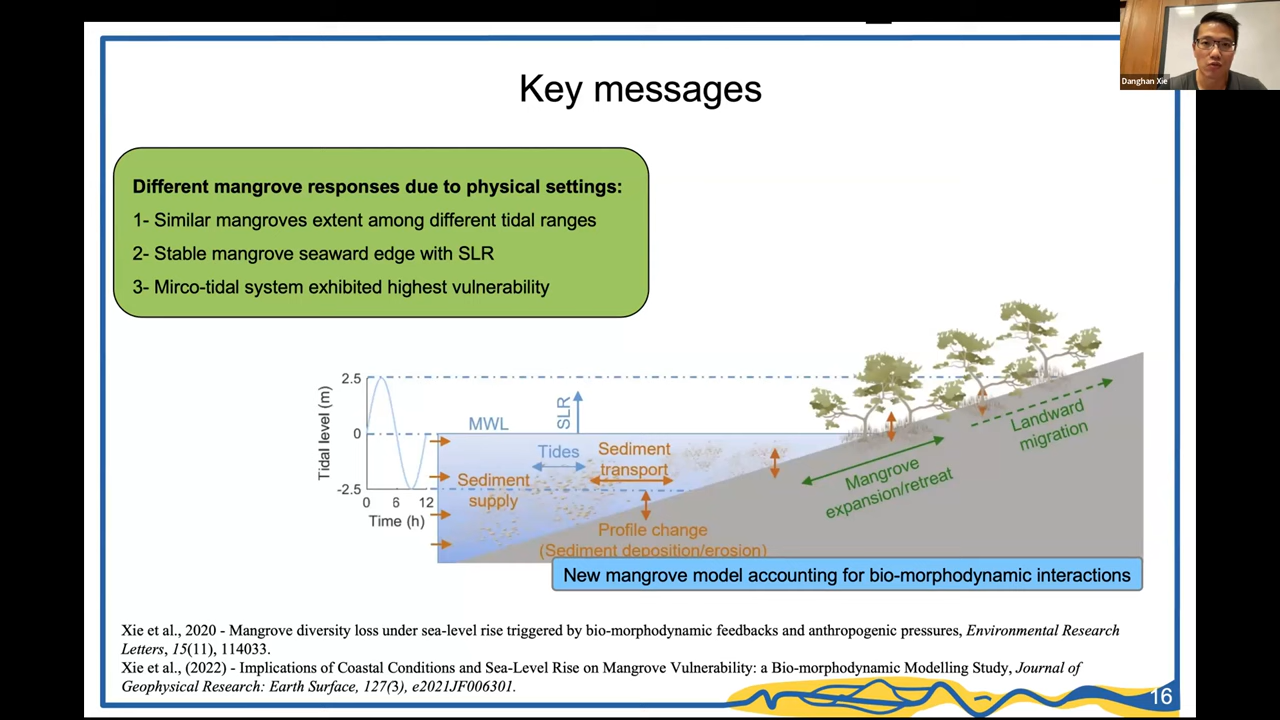 Danghan Xie
Key messages
Different mangrove responses due to physical settings:
1- Similar mangroves extent among different tidal ranges
2- Stable mangrove seaward edge with SLR
3- Mirco-tidal system exhibited highest vulnerability
Tidal level (m)
2.5
0
-2.5
0 6 12
Time (h)
MWL
SLR
Tides
Sediment
supply
Sediment
transport
Profile change
(Sediment deposition/erosion)
Mangrove
expansion/retreat
Landward
migration
New mangrove model accounting for bio-morphodynamic interactions
Xie et al., 2020 - Mangrove diversity loss under sea-level rise triggered by bio-morphodynamic feedbacks and anthropogenic pressures, Environmental Research
Letters, 15(11), 114033.
Xie et al., (2022) - Implications of Coastal Conditions and Sea-Level Rise on Mangrove Vulnerability: a Bio-morphodynamic Modelling Study, Journal of
Geophysical Research: Earth Surface, 127(3), e2021JF006301.
16